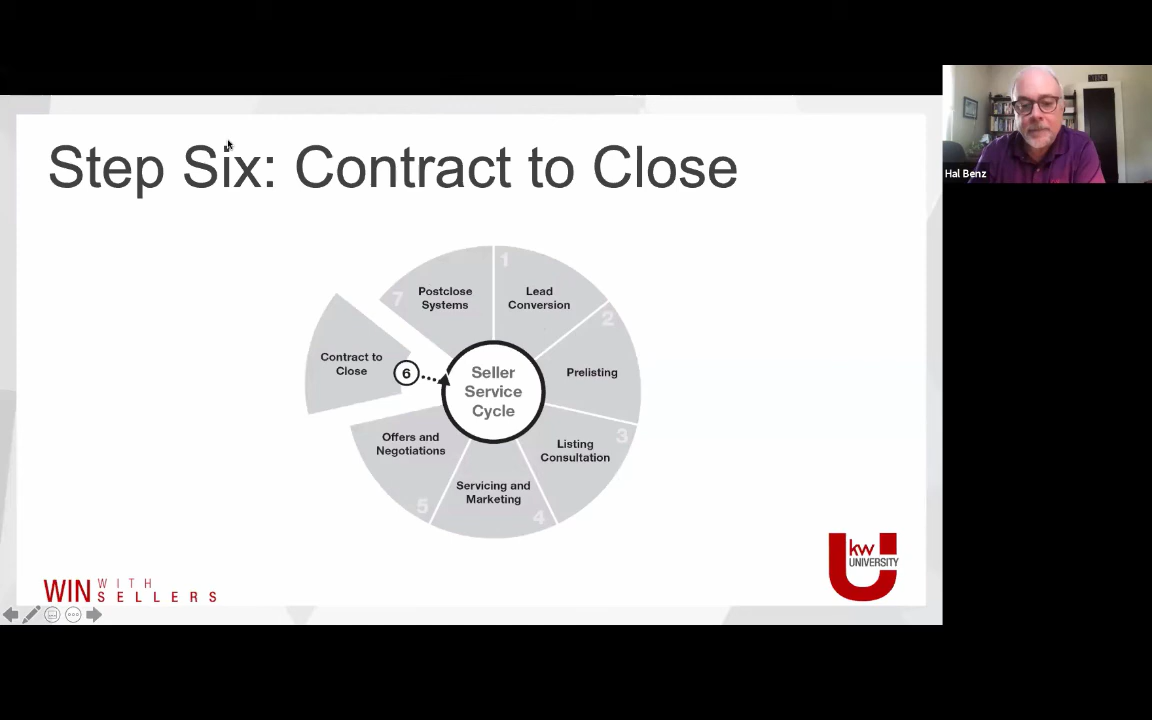 Step Six: Contract to Close
1
Lead
Conversion
2
Prelisting
3
Listing
Consultation
4
Servicing and
Marketing
5
Offers and
Negotiations
6
Contract to
Close
7
Postclose
Systems
Seller
Service
Cycle
WIN WITH
SELLERS
kw
UNIVERSITY
Hal Benz